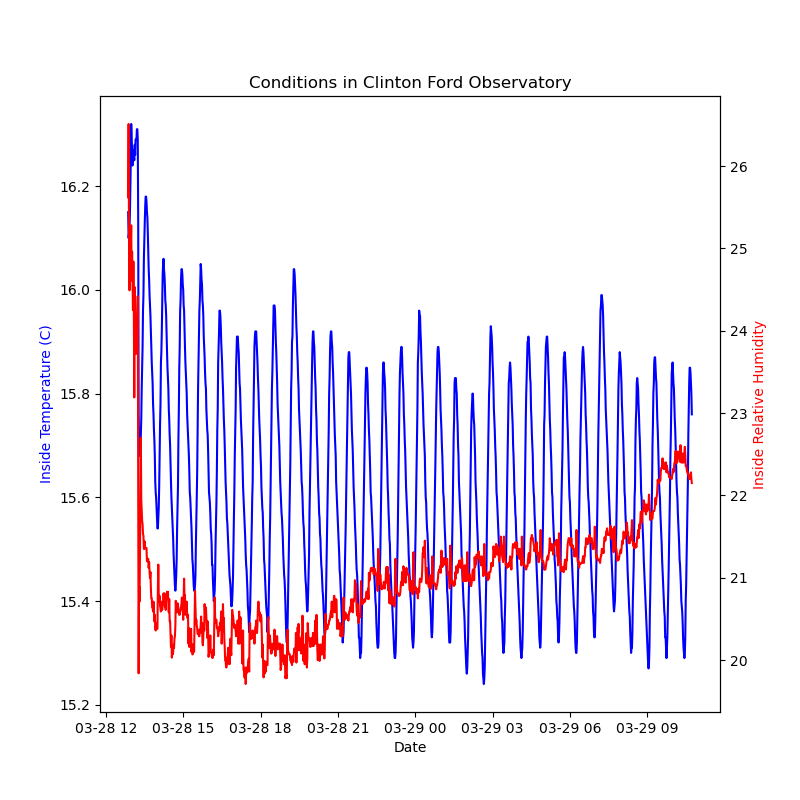 Conditions in Clinton Ford Observatory
16.2
16.0
15.8
15.6
15.4
15.2
Inside Temperature (C)
26
25
24
23
22
21
20
Inside Relative Humidity
03-28 12 03-28 15 03-28 18 03-28 21 03-29 00 03-29 03 03-29 06 03-29 09
Date